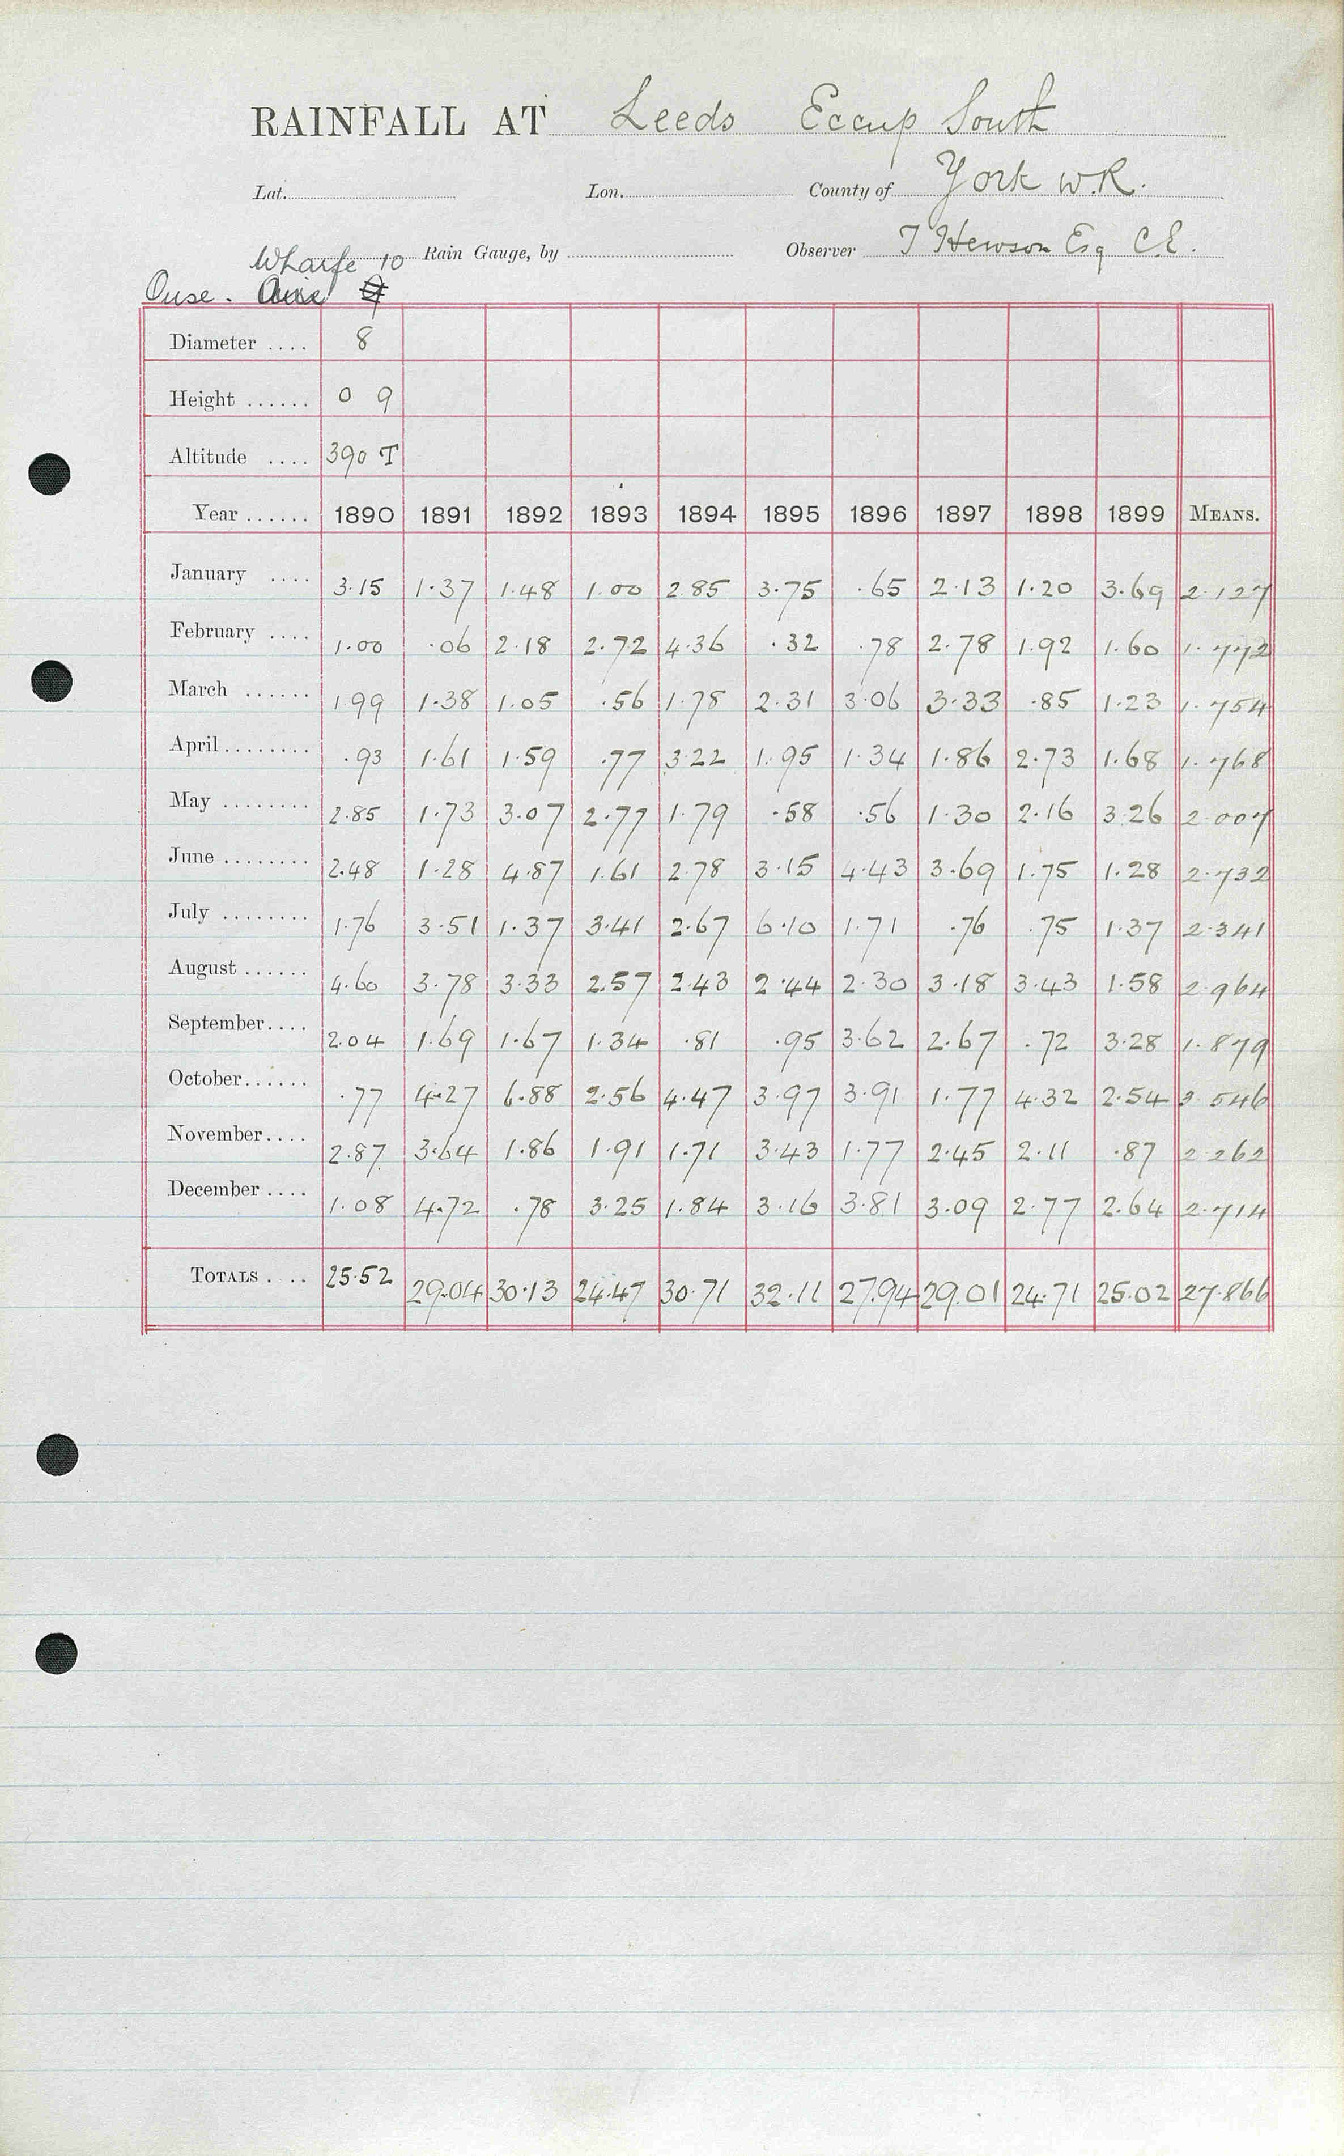 RAINFALL AT Leeds Eccup South
Lat. Lon. County of York W.R.
Wharfe 10 Rain Gauge, by Observer T Hewson Esq C.E.
Ouse. Aire
Diameter .... 8
Height ...... 0 9
Altitude .... 390 T
Year ...... 1890 1891 1892 1893 1894 1895 1896 1897 1898 1899 MEANS.
January .... 3.15 1.37 1.48 1.00 2.85 3.75 .65 2.13 1.20 3.69 2.127
February .... 1.00 .06 2.18 2.72 4.36 .32 .78 2.78 1.92 1.60 1.772
March ...... 1.99 1.38 1.05 .56 1.78 2.31 3.06 3.33 .85 1.23 1.754
April ........ .93 1.61 1.59 .77 3.22 1.95 1.34 1.86 2.73 1.68 1.768
May ........ 2.85 1.73 3.07 2.77 1.79 .58 .56 1.30 2.16 3.26 2.007
June ........ 2.48 1.28 4.87 1.61 2.78 3.15 4.43 3.69 1.75 1.28 2.732
July ........ 1.76 3.51 1.37 3.41 2.67 6.10 1.71 .76 .75 1.37 2.341
August ...... 4.60 3.78 3.33 2.57 2.43 2.44 2.30 3.18 3.43 1.58 2.964
September.... 2.04 1.69 1.67 1.34 .81 .95 3.62 2.67 .72 3.28 1.879
October...... .77 4.27 6.88 2.56 4.47 3.97 3.91 1.77 4.32 2.54 3.546
November.... 2.87 3.64 1.86 1.91 1.71 3.43 1.77 2.45 2.11 .87 2.262
December .... 1.08 4.72 .78 3.25 1.84 3.16 3.81 3.09 2.77 2.64 2.714
TOTALS .... 25.52 29.04 30.13 24.47 30.71 32.11 27.94 29.01 24.71 25.02 27.866